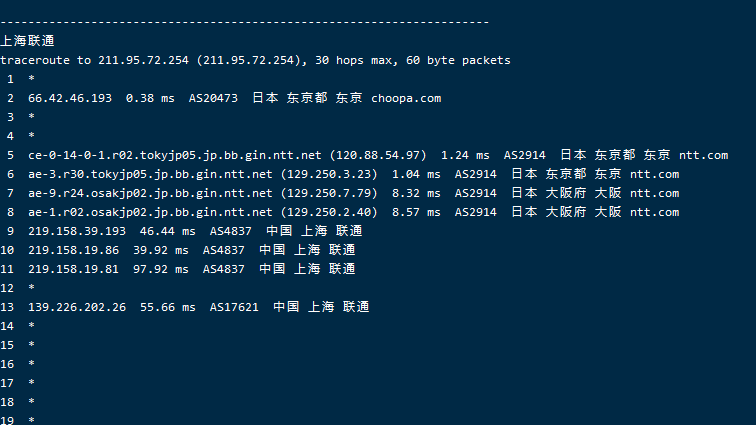 ----------------------------------------------------------------------
上海联通
traceroute to 211.95.72.254 (211.95.72.254), 30 hops max, 60 byte packets
1 *
2 66.42.46.193 0.38 ms AS20473 日本 东京都 东京 choopa.com
3 *
4 *
5 ce-0-14-0-1.r02.tokyjp05.jp.bb.gin.ntt.net (120.88.54.97) 1.24 ms AS2914 日本 东京都 东京 ntt.com
6 ae-3.r30.tokyjp05.jp.bb.gin.ntt.net (129.250.3.23) 1.04 ms AS2914 日本 东京都 东京 ntt.com
7 ae-9.r24.osakjp02.jp.bb.gin.ntt.net (129.250.7.79) 8.32 ms AS2914 日本 大阪府 大阪 ntt.com
8 ae-1.r02.osakjp02.jp.bb.gin.ntt.net (129.250.2.40) 8.57 ms AS2914 日本 大阪府 大阪 ntt.com
9 219.158.39.193 46.44 ms AS4837 中国 上海 联通
10 219.158.19.86 39.92 ms AS4837 中国 上海 联通
11 219.158.19.81 97.92 ms AS4837 中国 上海 联通
12 *
13 139.226.202.26 55.66 ms AS17621 中国 上海 联通
14 *
15 *
16 *
17 *
18 *
19 *